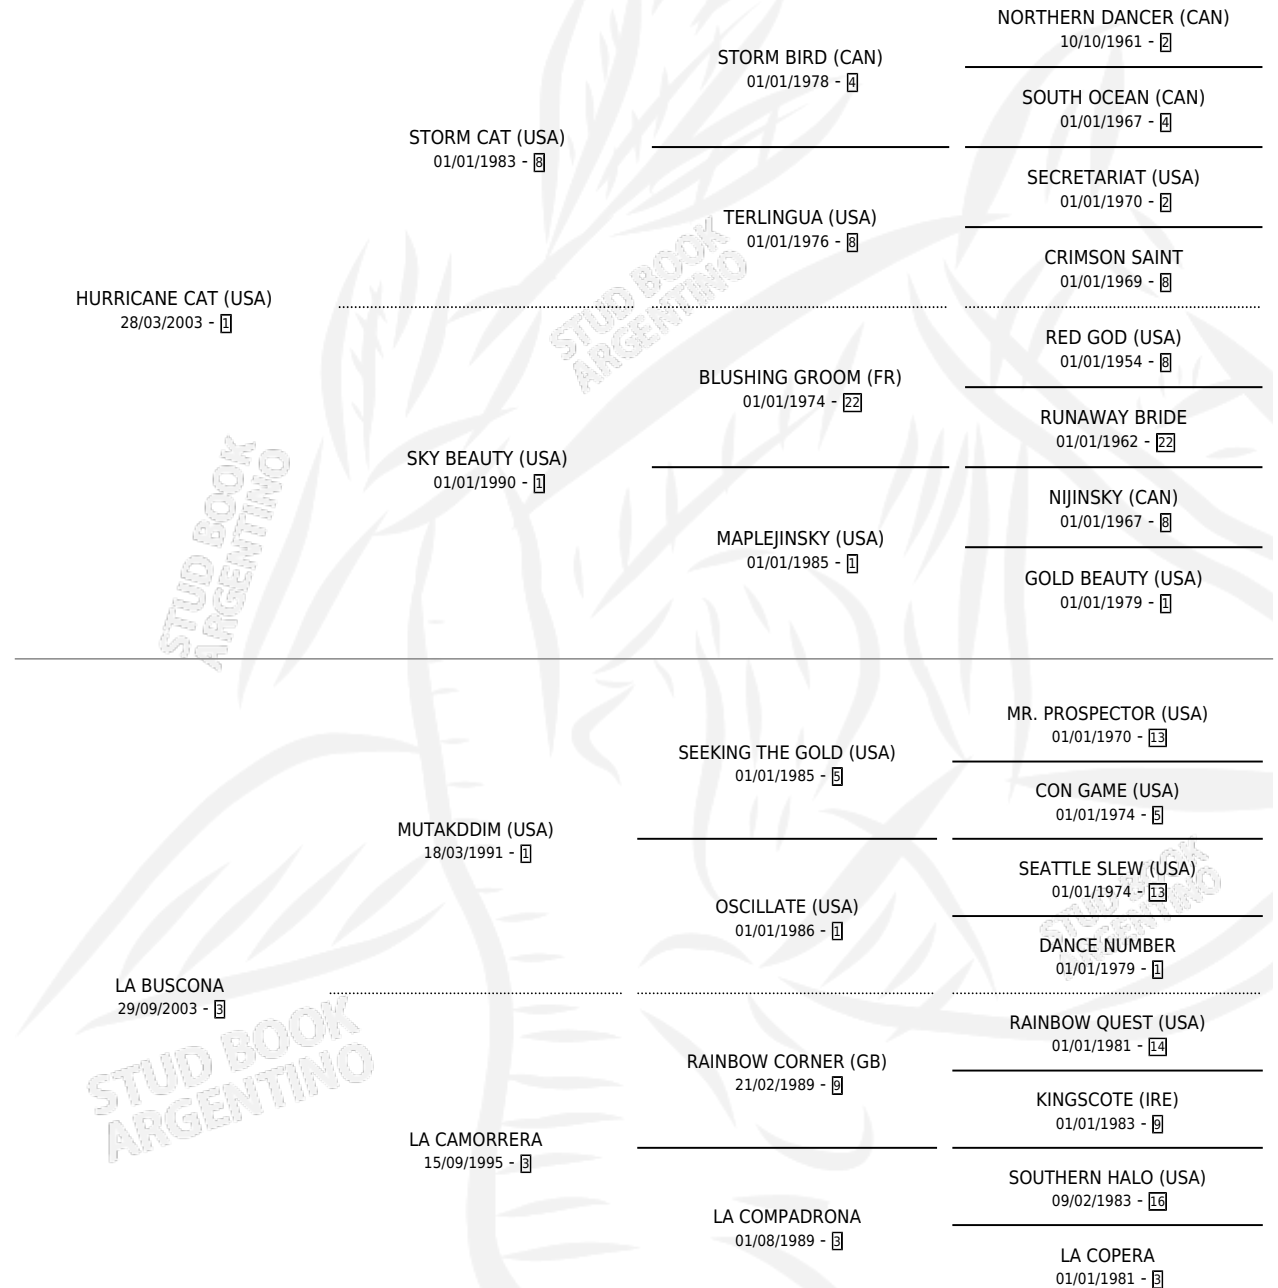 NORTHERN DANCER (CAN)
10/10/1961 - 2
STORM BIRD (CAN)
01/01/1978 - 4
SOUTH OCEAN (CAN)
01/01/1967 - 4
STORM CAT (USA)
01/01/1983 - 8
SECRETARIAT (USA)
01/01/1970 - 2
TERLINGUA (USA)
01/01/1976 - 8
CRIMSON SAINT
01/01/1969 - 8
HURRICANE CAT (USA)
28/03/2003 - 1
RED GOD (USA)
01/01/1954 - 8
BLUSHING GROOM (FR)
01/01/1974 - 22
RUNAWAY BRIDE
01/01/1962 - 22
SKY BEAUTY (USA)
01/01/1990 - 1
NIJINSKY (CAN)
01/01/1967 - 8
MAPLEJINSKY (USA)
01/01/1985 - 1
GOLD BEAUTY (USA)
01/01/1979 - 1
MR. PROSPECTOR (USA)
01/01/1970 - 13
SEEKING THE GOLD (USA)
01/01/1985 - 5
CON GAME (USA)
01/01/1974 - 5
MUTAKDDIM (USA)
18/03/1991 - 1
SEATTLE SLEW (USA)
01/01/1974 - 13
OSCILLATE (USA)
01/01/1986 - 1
DANCE NUMBER
01/01/1979 - 1
LA BUSCONA
29/09/2003 - 3
RAINBOW QUEST (USA)
01/01/1981 - 14
RAINBOW CORNER (GB)
21/02/1989 - 9
KINGSCOTE (IRE)
01/01/1983 - 9
LA CAMORRERA
15/09/1995 - 3
SOUTHERN HALO (USA)
09/02/1983 - 16
LA COMPADRONA
01/08/1989 - 3
LA COPERA
01/01/1981 - 3
STUD BOOK
ARGENTINO
STUD BOOK
ARGENTINO
STUD BOOK
ARGENTINO
STUD BOOK
ARGENTINO